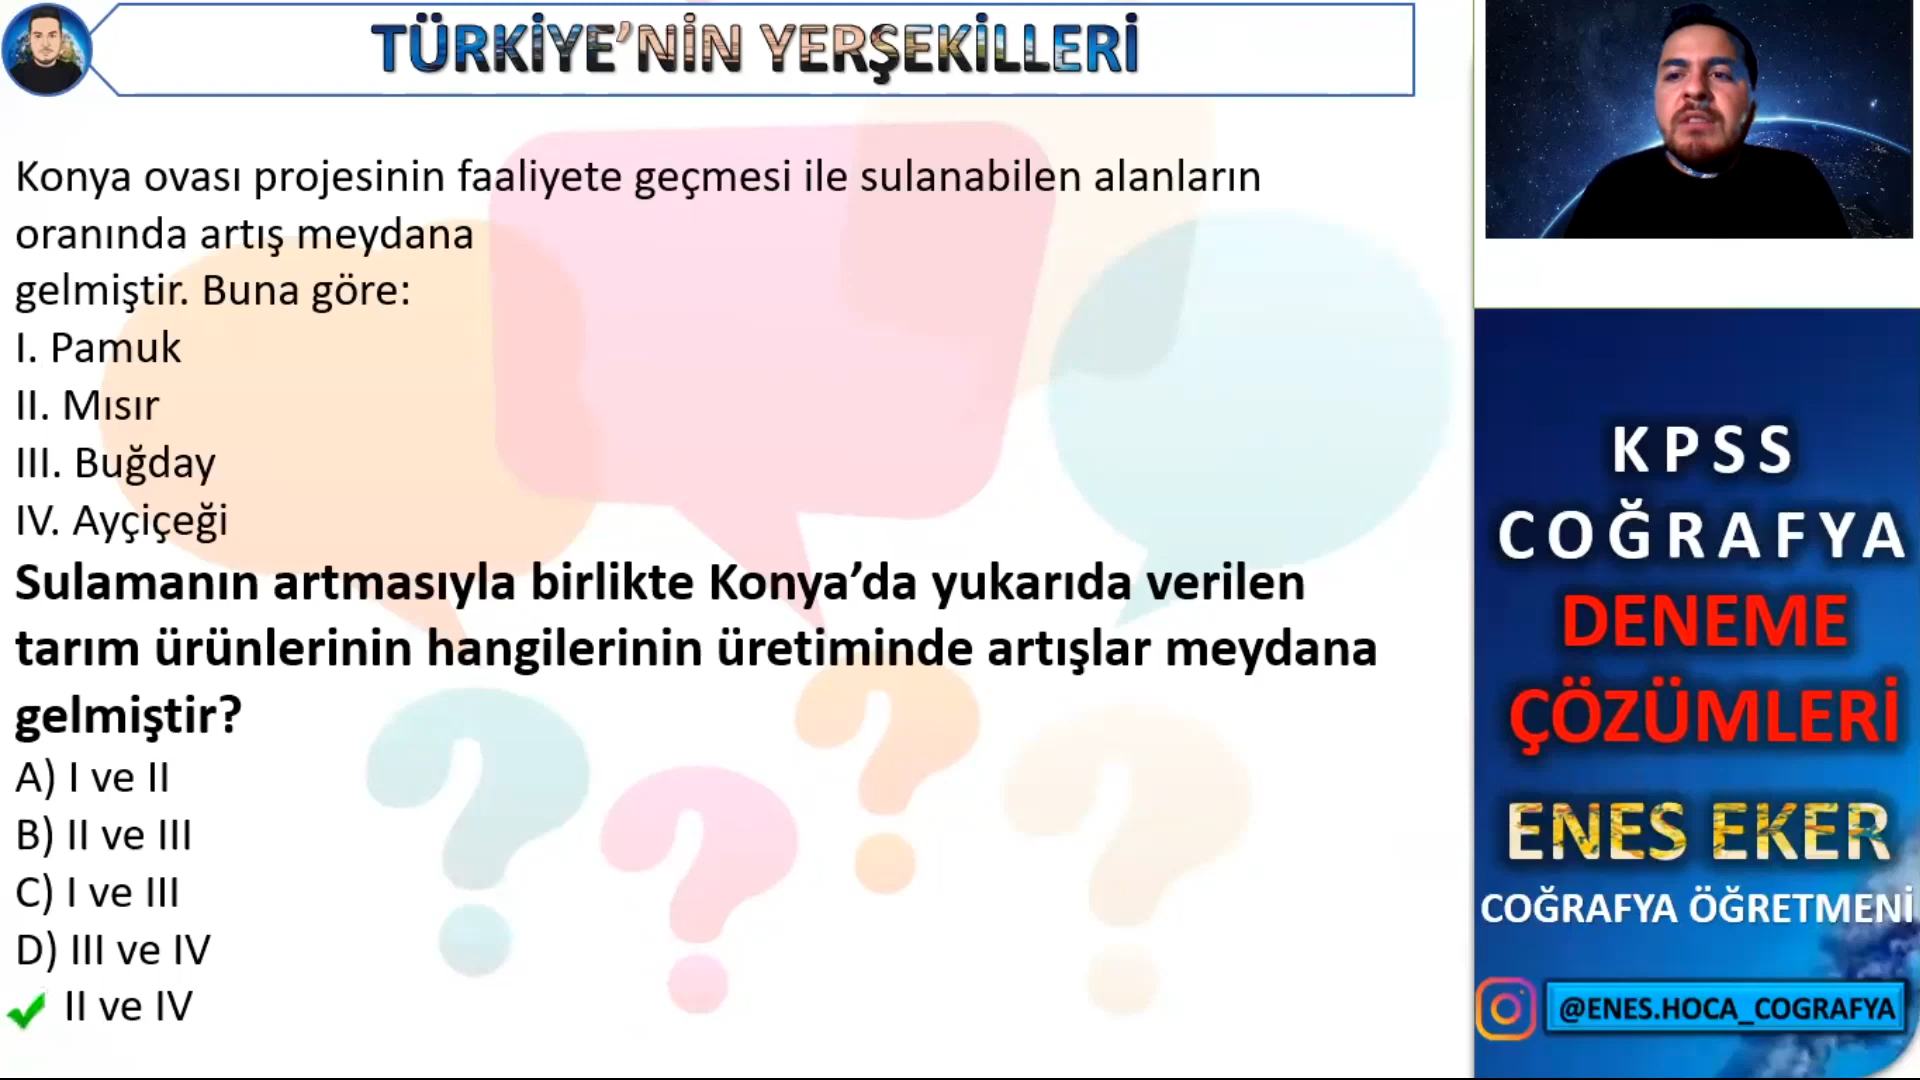 TÜRKİYE’NİN YERŞEKİLLERİ
Konya ovası projesinin faaliyete geçmesi ile sulanabilen alanların
oranında artış meydana
gelmiştir. Buna göre:
I. Pamuk
II. Mısır
III. Buğday
IV. Ayçiçeği
Sulamanın artmasıyla birlikte Konya’da yukarıda verilen
tarım ürünlerinin hangilerinin üretiminde artışlar meydana
gelmiştir?
A) I ve II
B) II ve III
C) I ve III
D) III ve IV
II ve IV
KPSS
COĞRAFYA
DENEME
ÇÖZÜMLERİ
ENES EKER
COĞRAFYA ÖĞRETMENİ
@ENES.HOCA_COGRAFYA